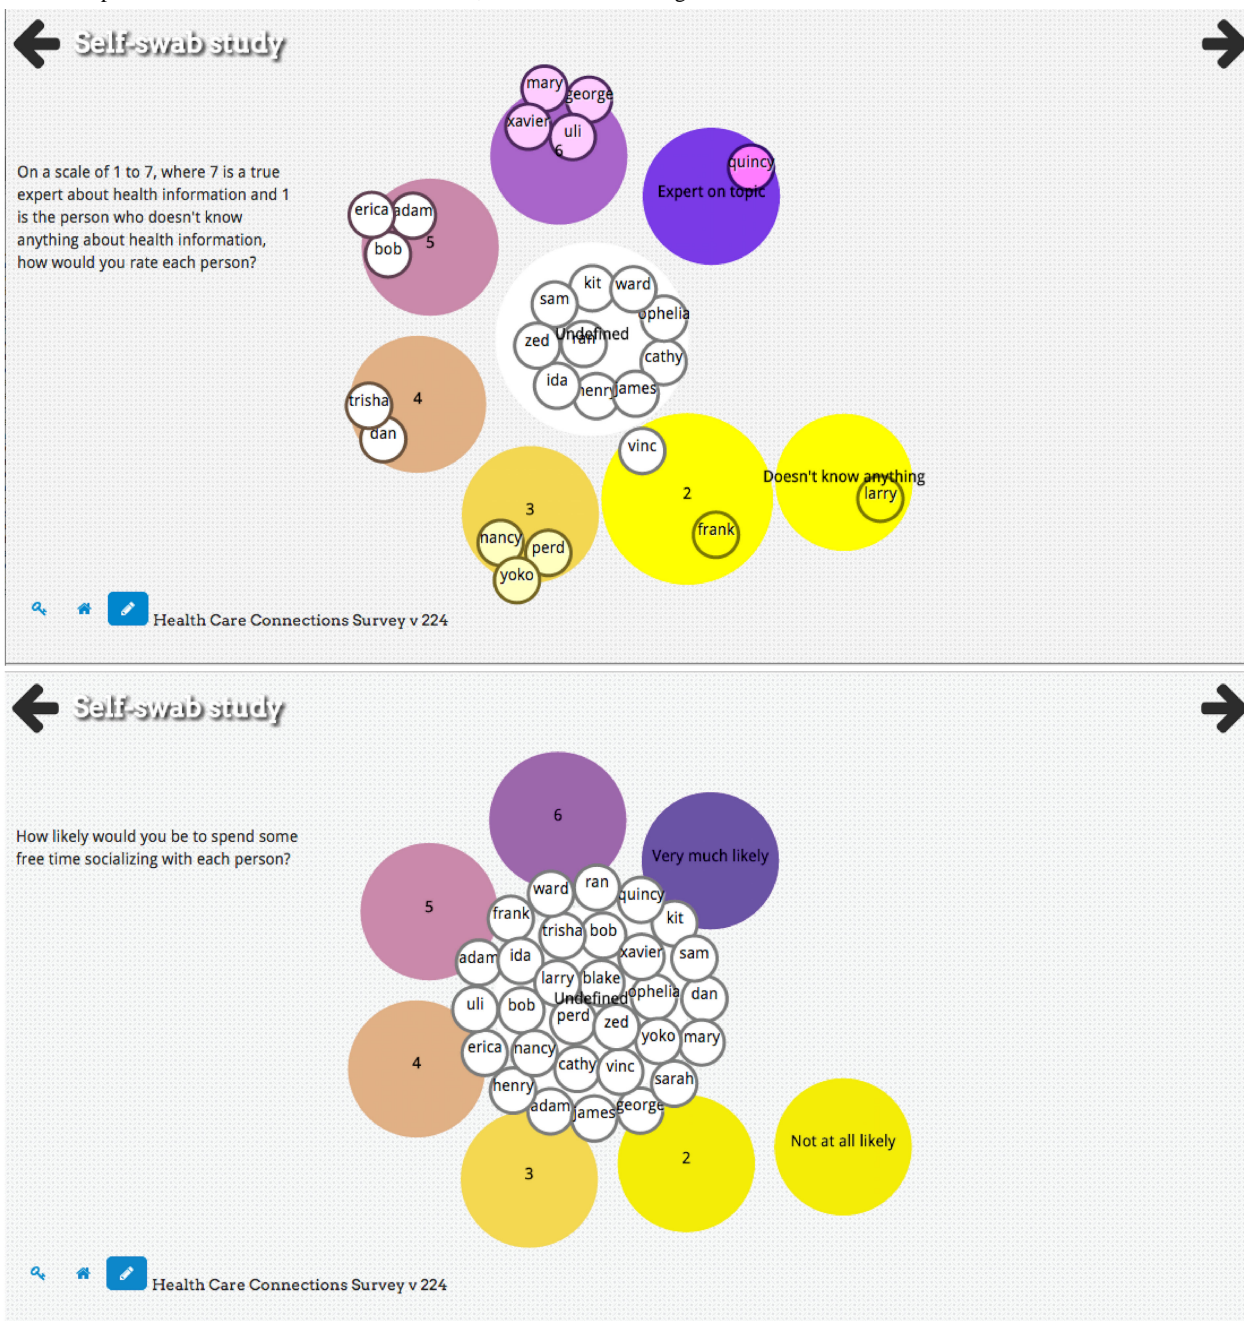 Self-swab study
On a scale of 1 to 7, where 7 is a true
expert about health information and 1
is the person who doesn't know
anything about health information,
how would you rate each person?
mary
george
xavier
uli
6
quincy
Expert on topic
erica
adam
bob
5
kit
ward
sam
ophelia
Undefined
zed
ran
cathy
ida
henry
james
4
trisha
dan
vinc
2
frank
Doesn't know anything
larry
3
nancy
perd
yoko
Health Care Connections Survey v 224
Self-swab study
How likely would you be to spend some
free time socializing with each person?
6
Very much likely
5
ward
ran
quincy
frank
kit
trisha
bob
adam
ida
xavier
sam
larry
blake
Undefined
ophelia
dan
uli
bob
perd
zed
yoko
mary
erica
nancy
4
cathy
vinc
sarah
henry
adam
james
george
3
2
Not at all likely
Health Care Connections Survey v 224